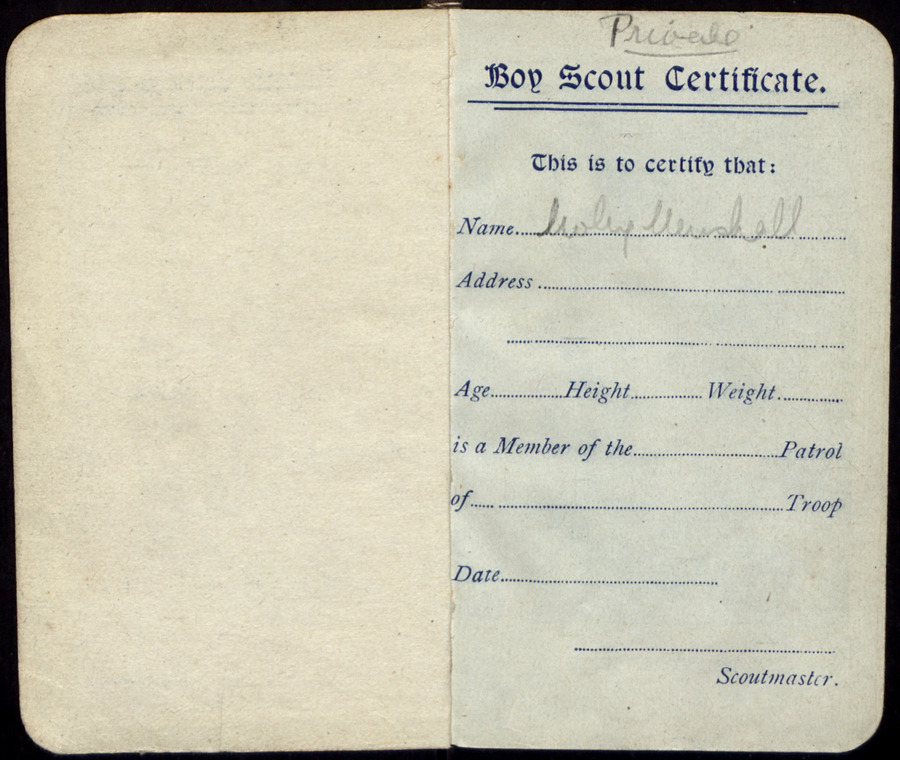 Private
Boy Scout Certificate.
This is to certify that:
Name
Address
Age Height Weight
is a Member of the Patrol
of Troop
Date
Scoutmaster.